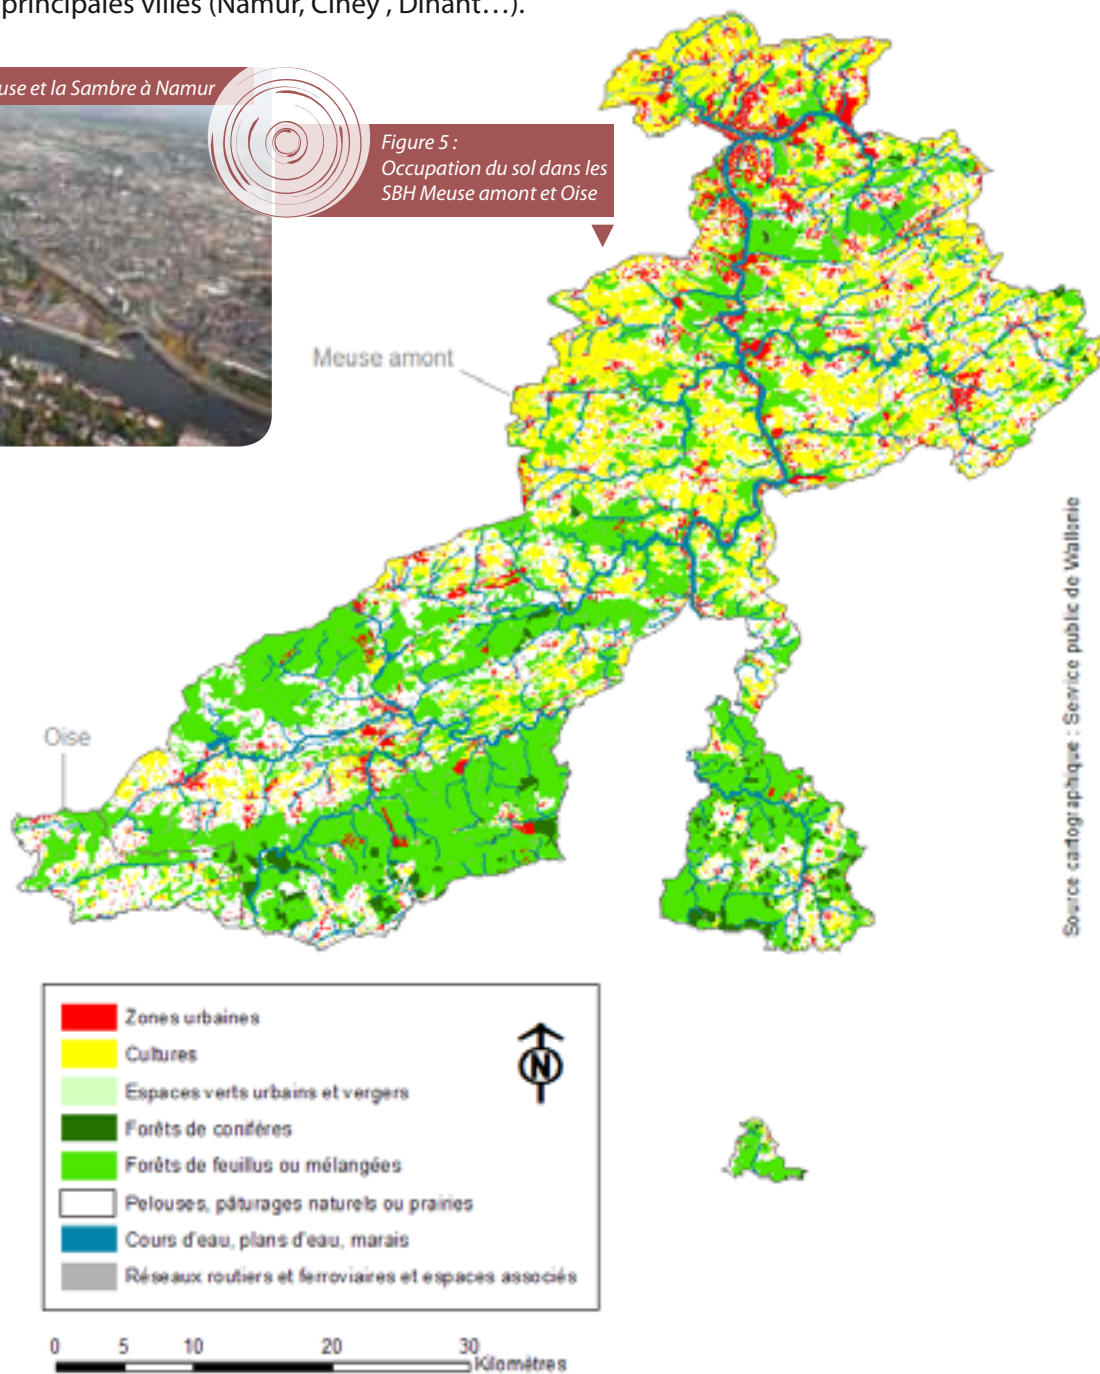 principales villes (Namur, Ciney , Dinant…).
use et la Sambre à Namur
Figure 5 :
Occupation du sol dans les
SBH Meuse amont et Oise
Meuse amont
Oise
Source cartographique : Service public de Wallonie
Zones urbaines
Cultures
Espaces verts urbains et vergers
Forêts de conifères
Forêts de feuillus ou mélangées
Pelouses, pâturages naturels ou prairies
Cours d'eau, plans d'eau, marais
Réseaux routiers et ferroviaires et espaces associés
N
0 5 10 20 30
Kilomètres